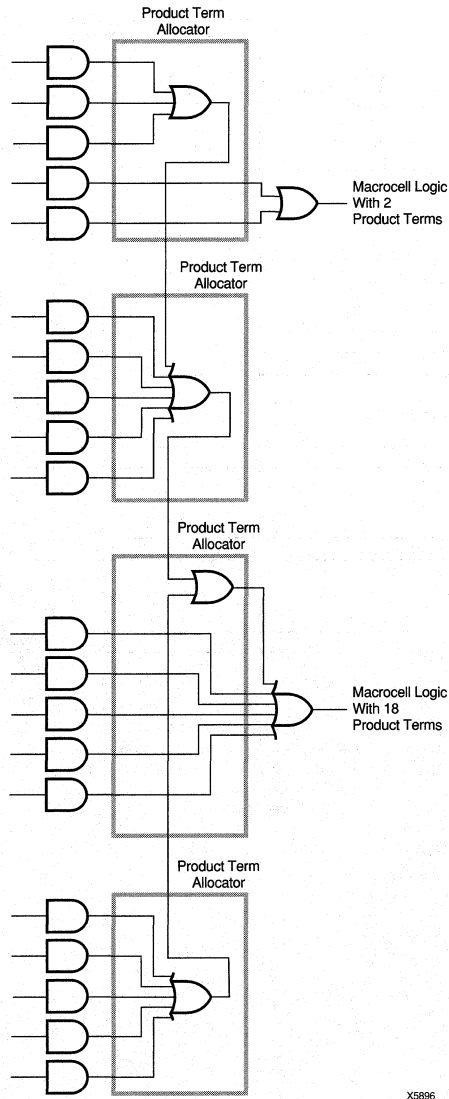 Product Term
Allocator
Macrocell Logic
With 2
Product Terms
Product Term
Allocator
Product Term
Allocator
Macrocell Logic
With 18
Product Terms
Product Term
Allocator
X5896